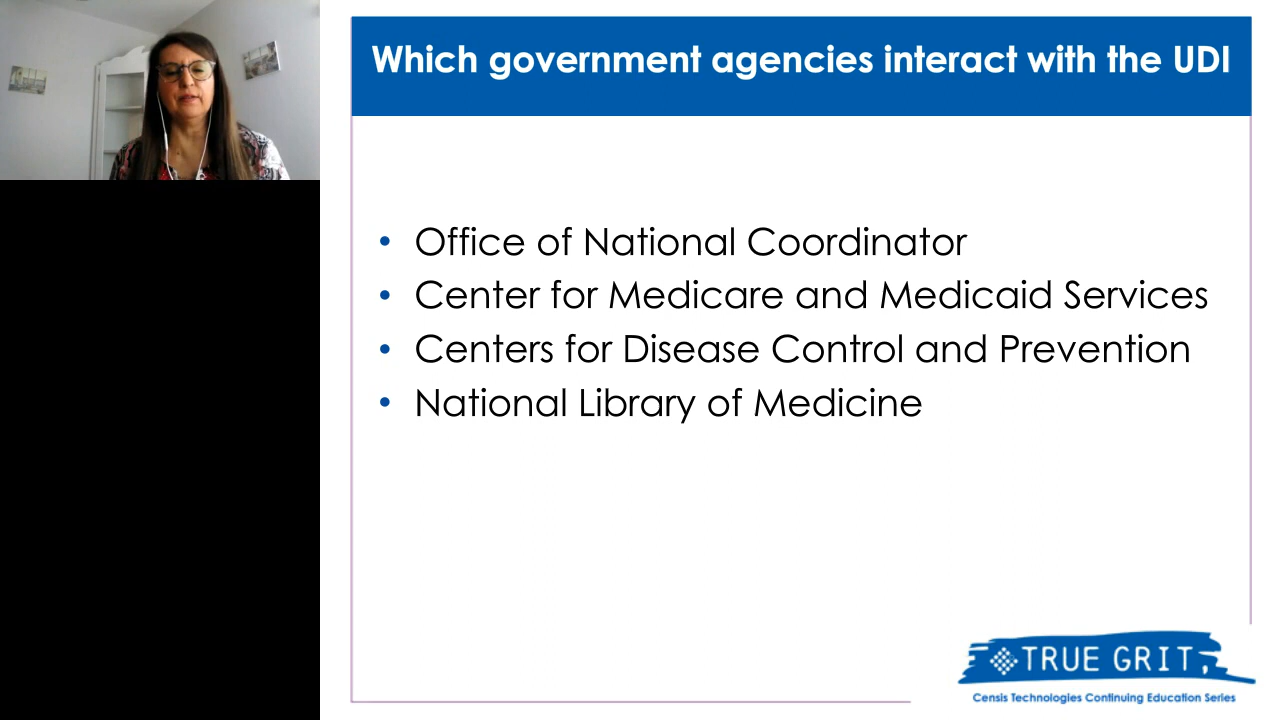 Which government agencies interact with the UDI
• Office of National Coordinator
• Center for Medicare and Medicaid Services
• Centers for Disease Control and Prevention
• National Library of Medicine
TRUE GRIT
Censis Technologies Continuing Education Series